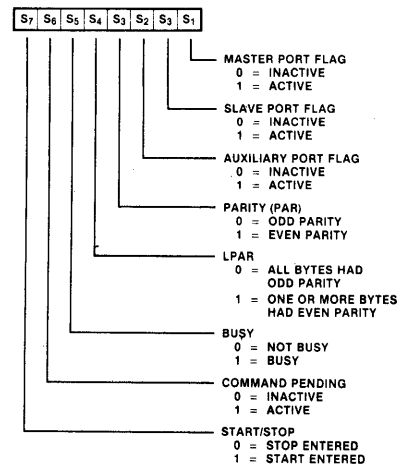 S7 S6 S5 S4 S3 S2 S3 S1
MASTER PORT FLAG
0 = INACTIVE
1 = ACTIVE
SLAVE PORT FLAG
0 = INACTIVE
1 = ACTIVE
AUXILIARY PORT FLAG
0 = INACTIVE
1 = ACTIVE
PARITY (PAR)
0 = ODD PARITY
1 = EVEN PARITY
LPAR
0 = ALL BYTES HAD
ODD PARITY
1 = ONE OR MORE BYTES
HAD EVEN PARITY
BUSY
0 = NOT BUSY
1 = BUSY
COMMAND PENDING
0 = INACTIVE
1 = ACTIVE
START/STOP
0 = STOP ENTERED
1 = START ENTERED